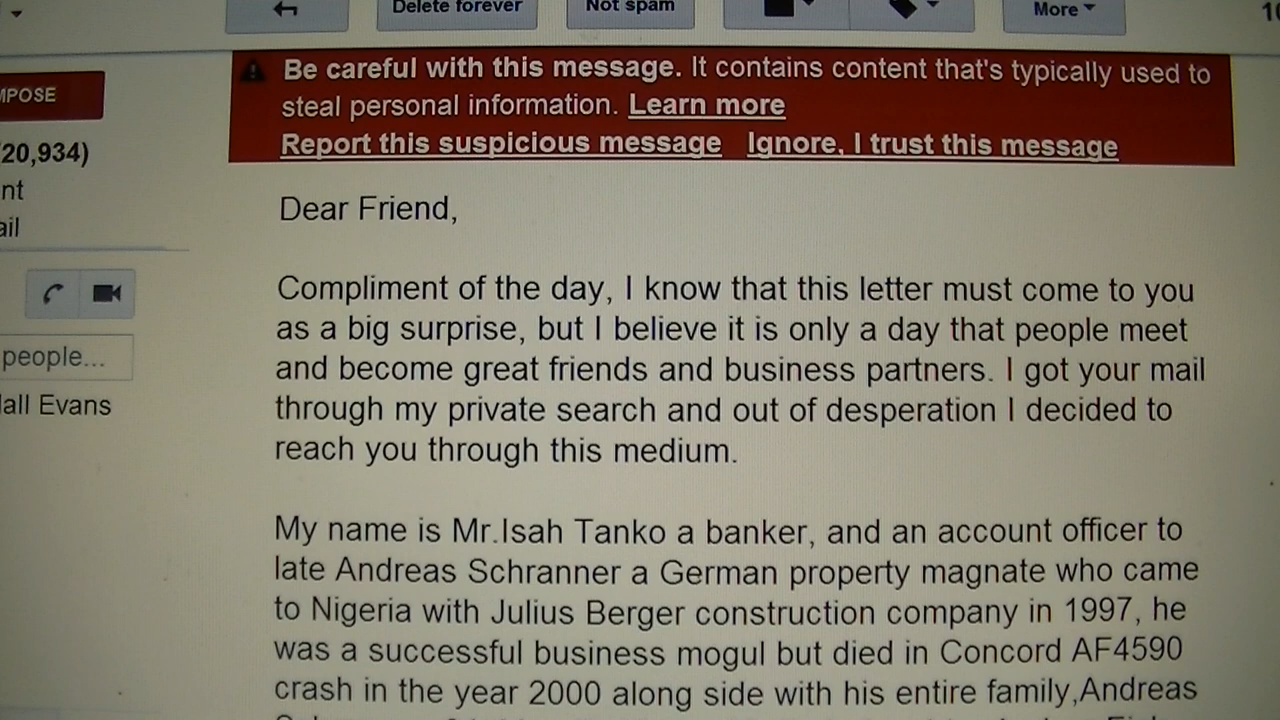 Delete forever
Not spam
More
Be careful with this message. It contains content that's typically used to
steal personal information. Learn more
Report this suspicious message Ignore, I trust this message
(20,934)
people...
Evans
Dear Friend,
Compliment of the day, I know that this letter must come to you
as a big surprise, but I believe it is only a day that people meet
and become great friends and business partners. I got your mail
through my private search and out of desperation I decided to
reach you through this medium.
My name is Mr.Isah Tanko a banker, and an account officer to
late Andreas Schranner a German property magnate who came
to Nigeria with Julius Berger construction company in 1997, he
was a successful business mogul but died in Concord AF4590
crash in the year 2000 along side with his entire family,Andreas